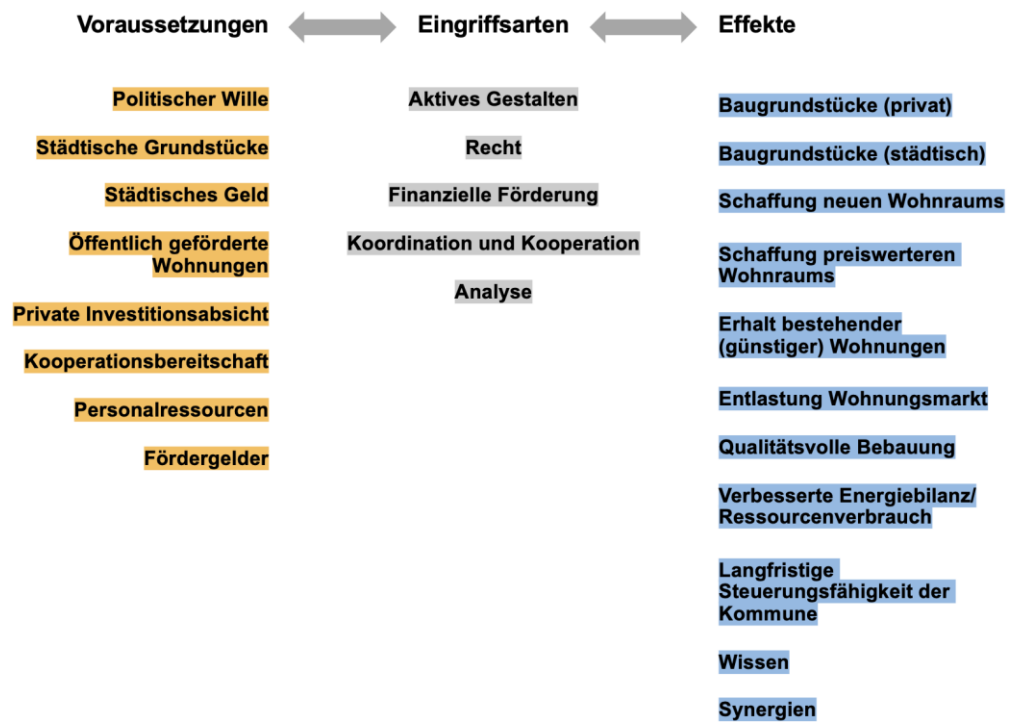 Voraussetzungen
Eingriffsarten
Effekte
Politischer Wille
Städtische Grundstücke
Städtisches Geld
Öffentlich geförderte
Wohnungen
Private Investitionsabsicht
Kooperationsbereitschaft
Personalressourcen
Fördergelder
Aktives Gestalten
Recht
Finanzielle Förderung
Koordination und Kooperation
Analyse
Baugrundstücke (privat)
Baugrundstücke (städtisch)
Schaffung neuen Wohnraums
Schaffung preiswerteren
Wohnraums
Erhalt bestehender
(günstiger) Wohnungen
Entlastung Wohnungsmarkt
Qualitätsvolle Bebauung
Verbesserte Energiebilanz/
Ressourcenverbrauch
Langfristige
Steuerungsfähigkeit der
Kommune
Wissen
Synergien